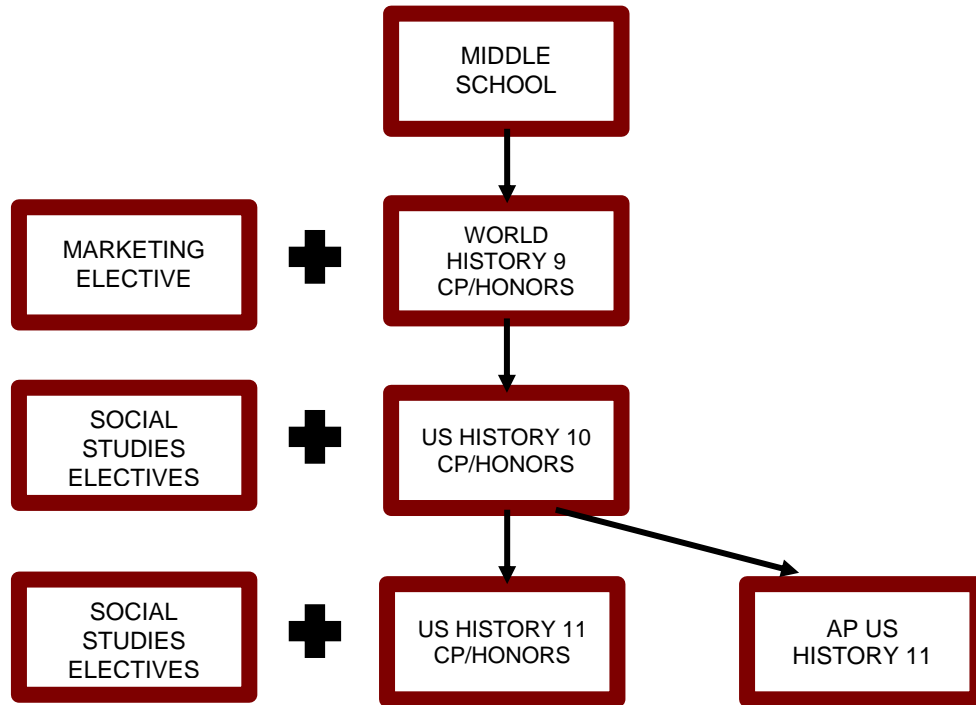 MIDDLE
SCHOOL
MARKETING
ELECTIVE
WORLD
HISTORY 9
CP/HONORS
SOCIAL
STUDIES
ELECTIVES
US HISTORY 10
CP/HONORS
SOCIAL
STUDIES
ELECTIVES
US HISTORY 11
CP/HONORS
AP US
HISTORY 11